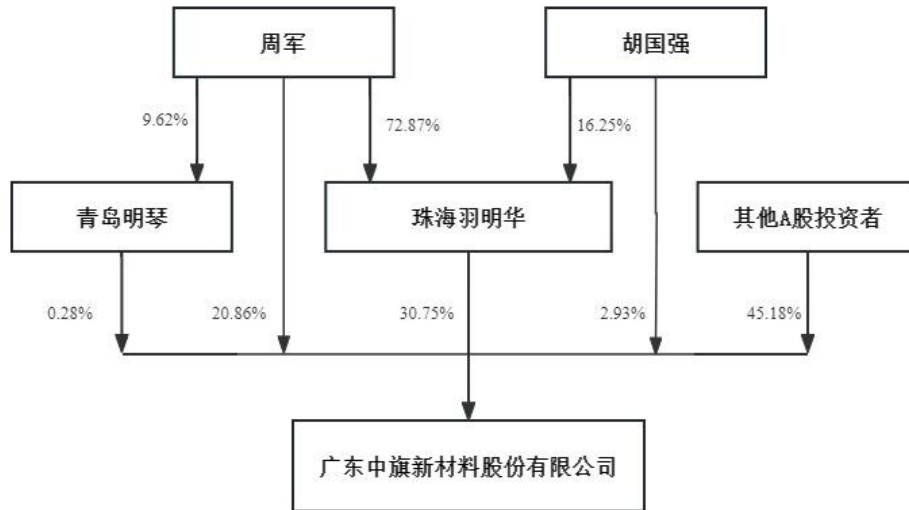 周军
胡国强
9.62%
72.87%
16.25%
青岛明琴
珠海羽明华
其他A股投资者
0.28%
20.86%
30.75%
2.93%
45.18%
广东中旗新材料股份有限公司